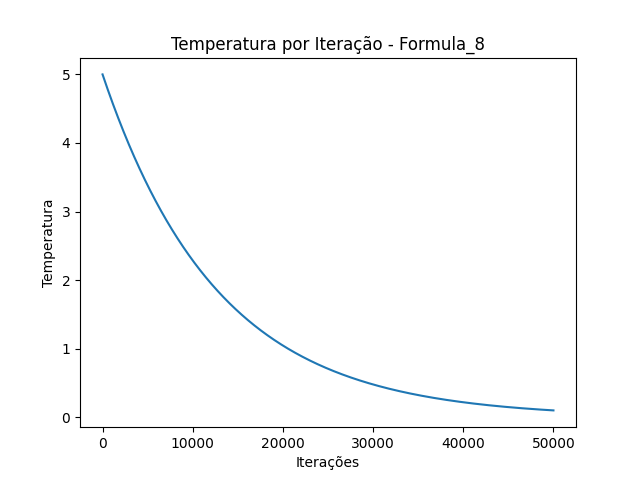 Temperatura por Iteração - Formula_8
5
4
3
2
1
0
Temperatura
0 10000 20000 30000 40000 50000
Iterações